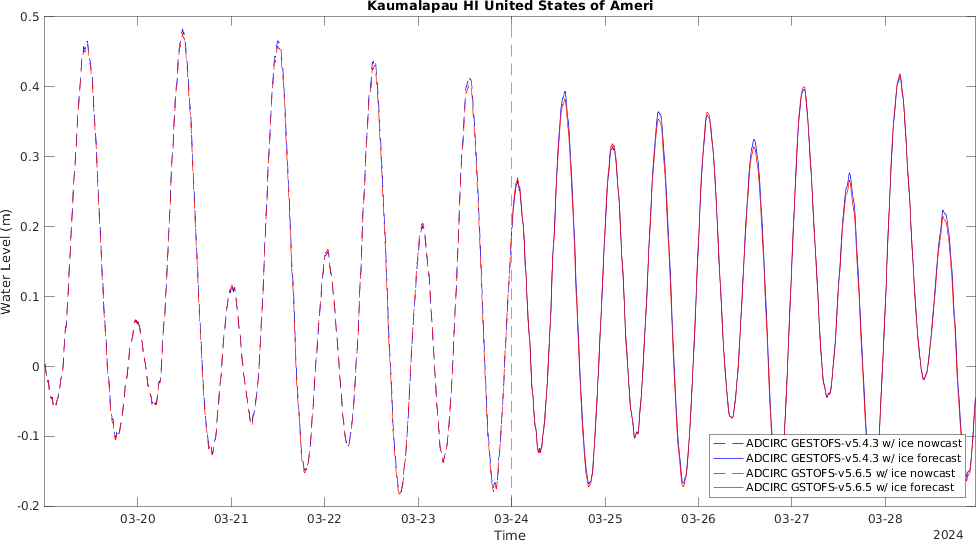 Kaumalapau HI United States of Ameri
0.5
0.4
0.3
0.2
0.1
0
-0.1
-0.2
Water Level (m)
ADCIRC GESTOFS-v5.4.3 w/ ice nowcast
ADCIRC GESTOFS-v5.4.3 w/ ice forecast
ADCIRC GSTOFS-v5.6.5 w/ ice nowcast
ADCIRC GSTOFS-v5.6.5 w/ ice forecast
03-20 03-21 03-22 03-23 03-24 03-25 03-26 03-27 03-28
Time
2024